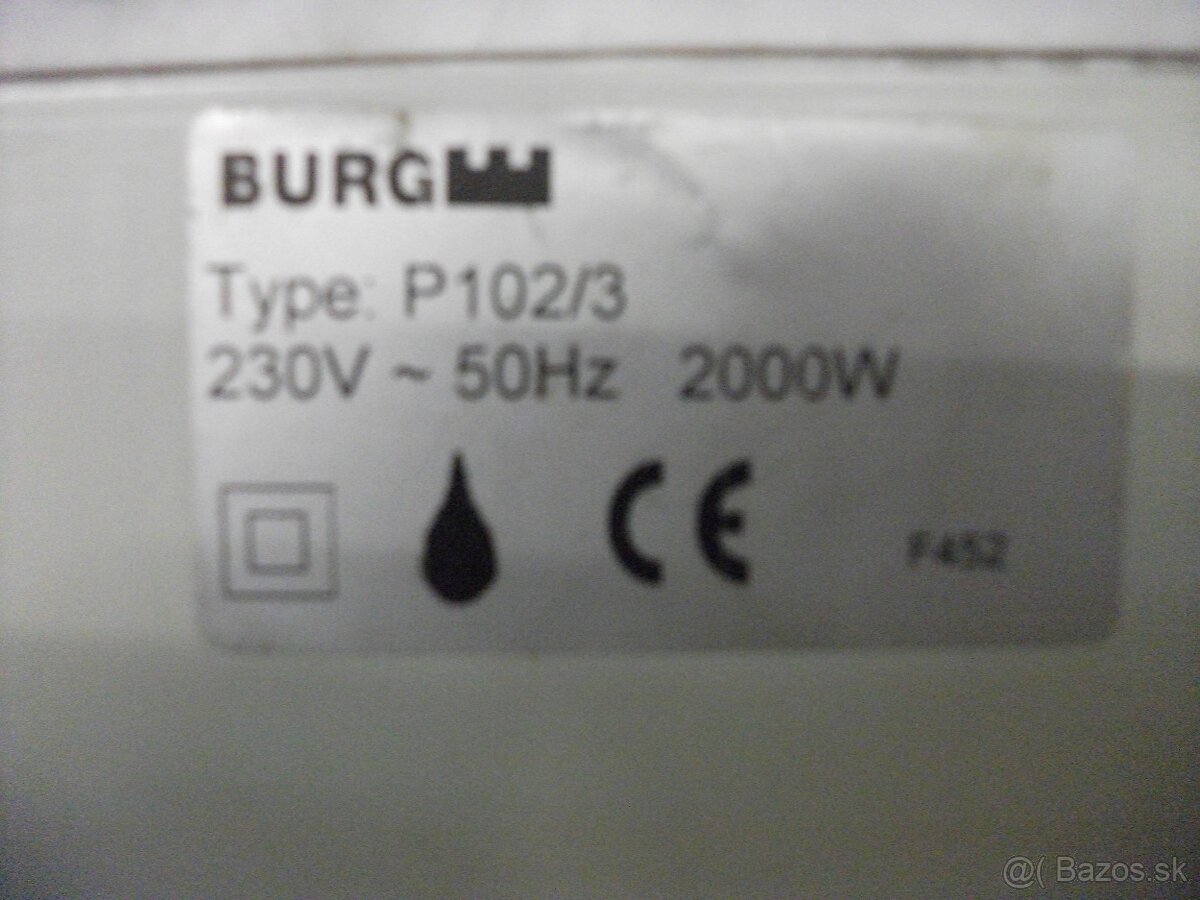 BURG
Type: P102/3
230V ~ 50Hz 2000W
CE
F452
@( Bazos.sk